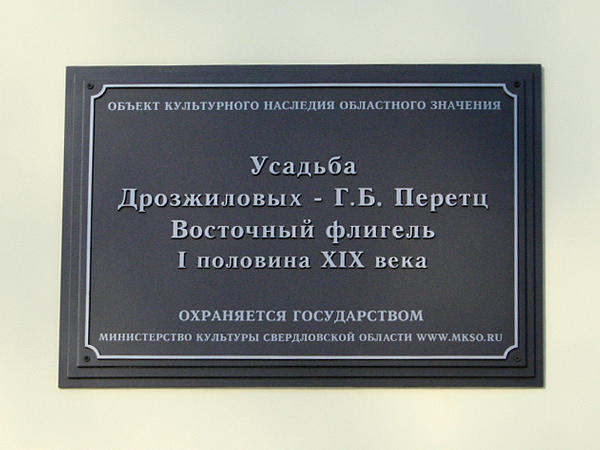 ОБЪЕКТ КУЛЬТУРНОГО НАСЛЕДИЯ ОБЛАСТНОГО ЗНАЧЕНИЯ
Усадьба
Дрозжиловых - Г.Б. Перетц
Восточный флигель
I половина XIX века
ОХРАНЯЕТСЯ ГОСУДАРСТВОМ
МИНИСТЕРСТВО КУЛЬТУРЫ СВЕРДЛОВСКОЙ ОБЛАСТИ WWW.MKSO.RU